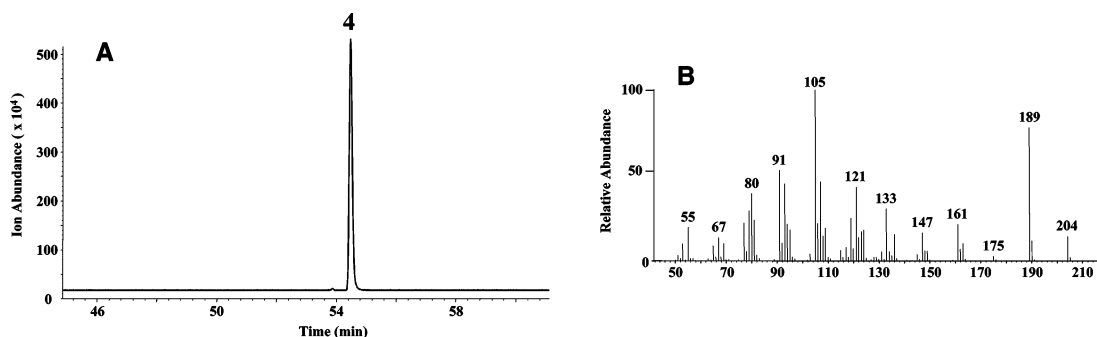 4
A
500
400
300
200
100
0
Ion Abundance ( x 10⁴)
46 50 54 58
Time (min)
B
100
50
0
Relative Abundance
55 67 80 91 105 121 133 147 161 175 189 204
50 70 90 110 130 150 170 190 210